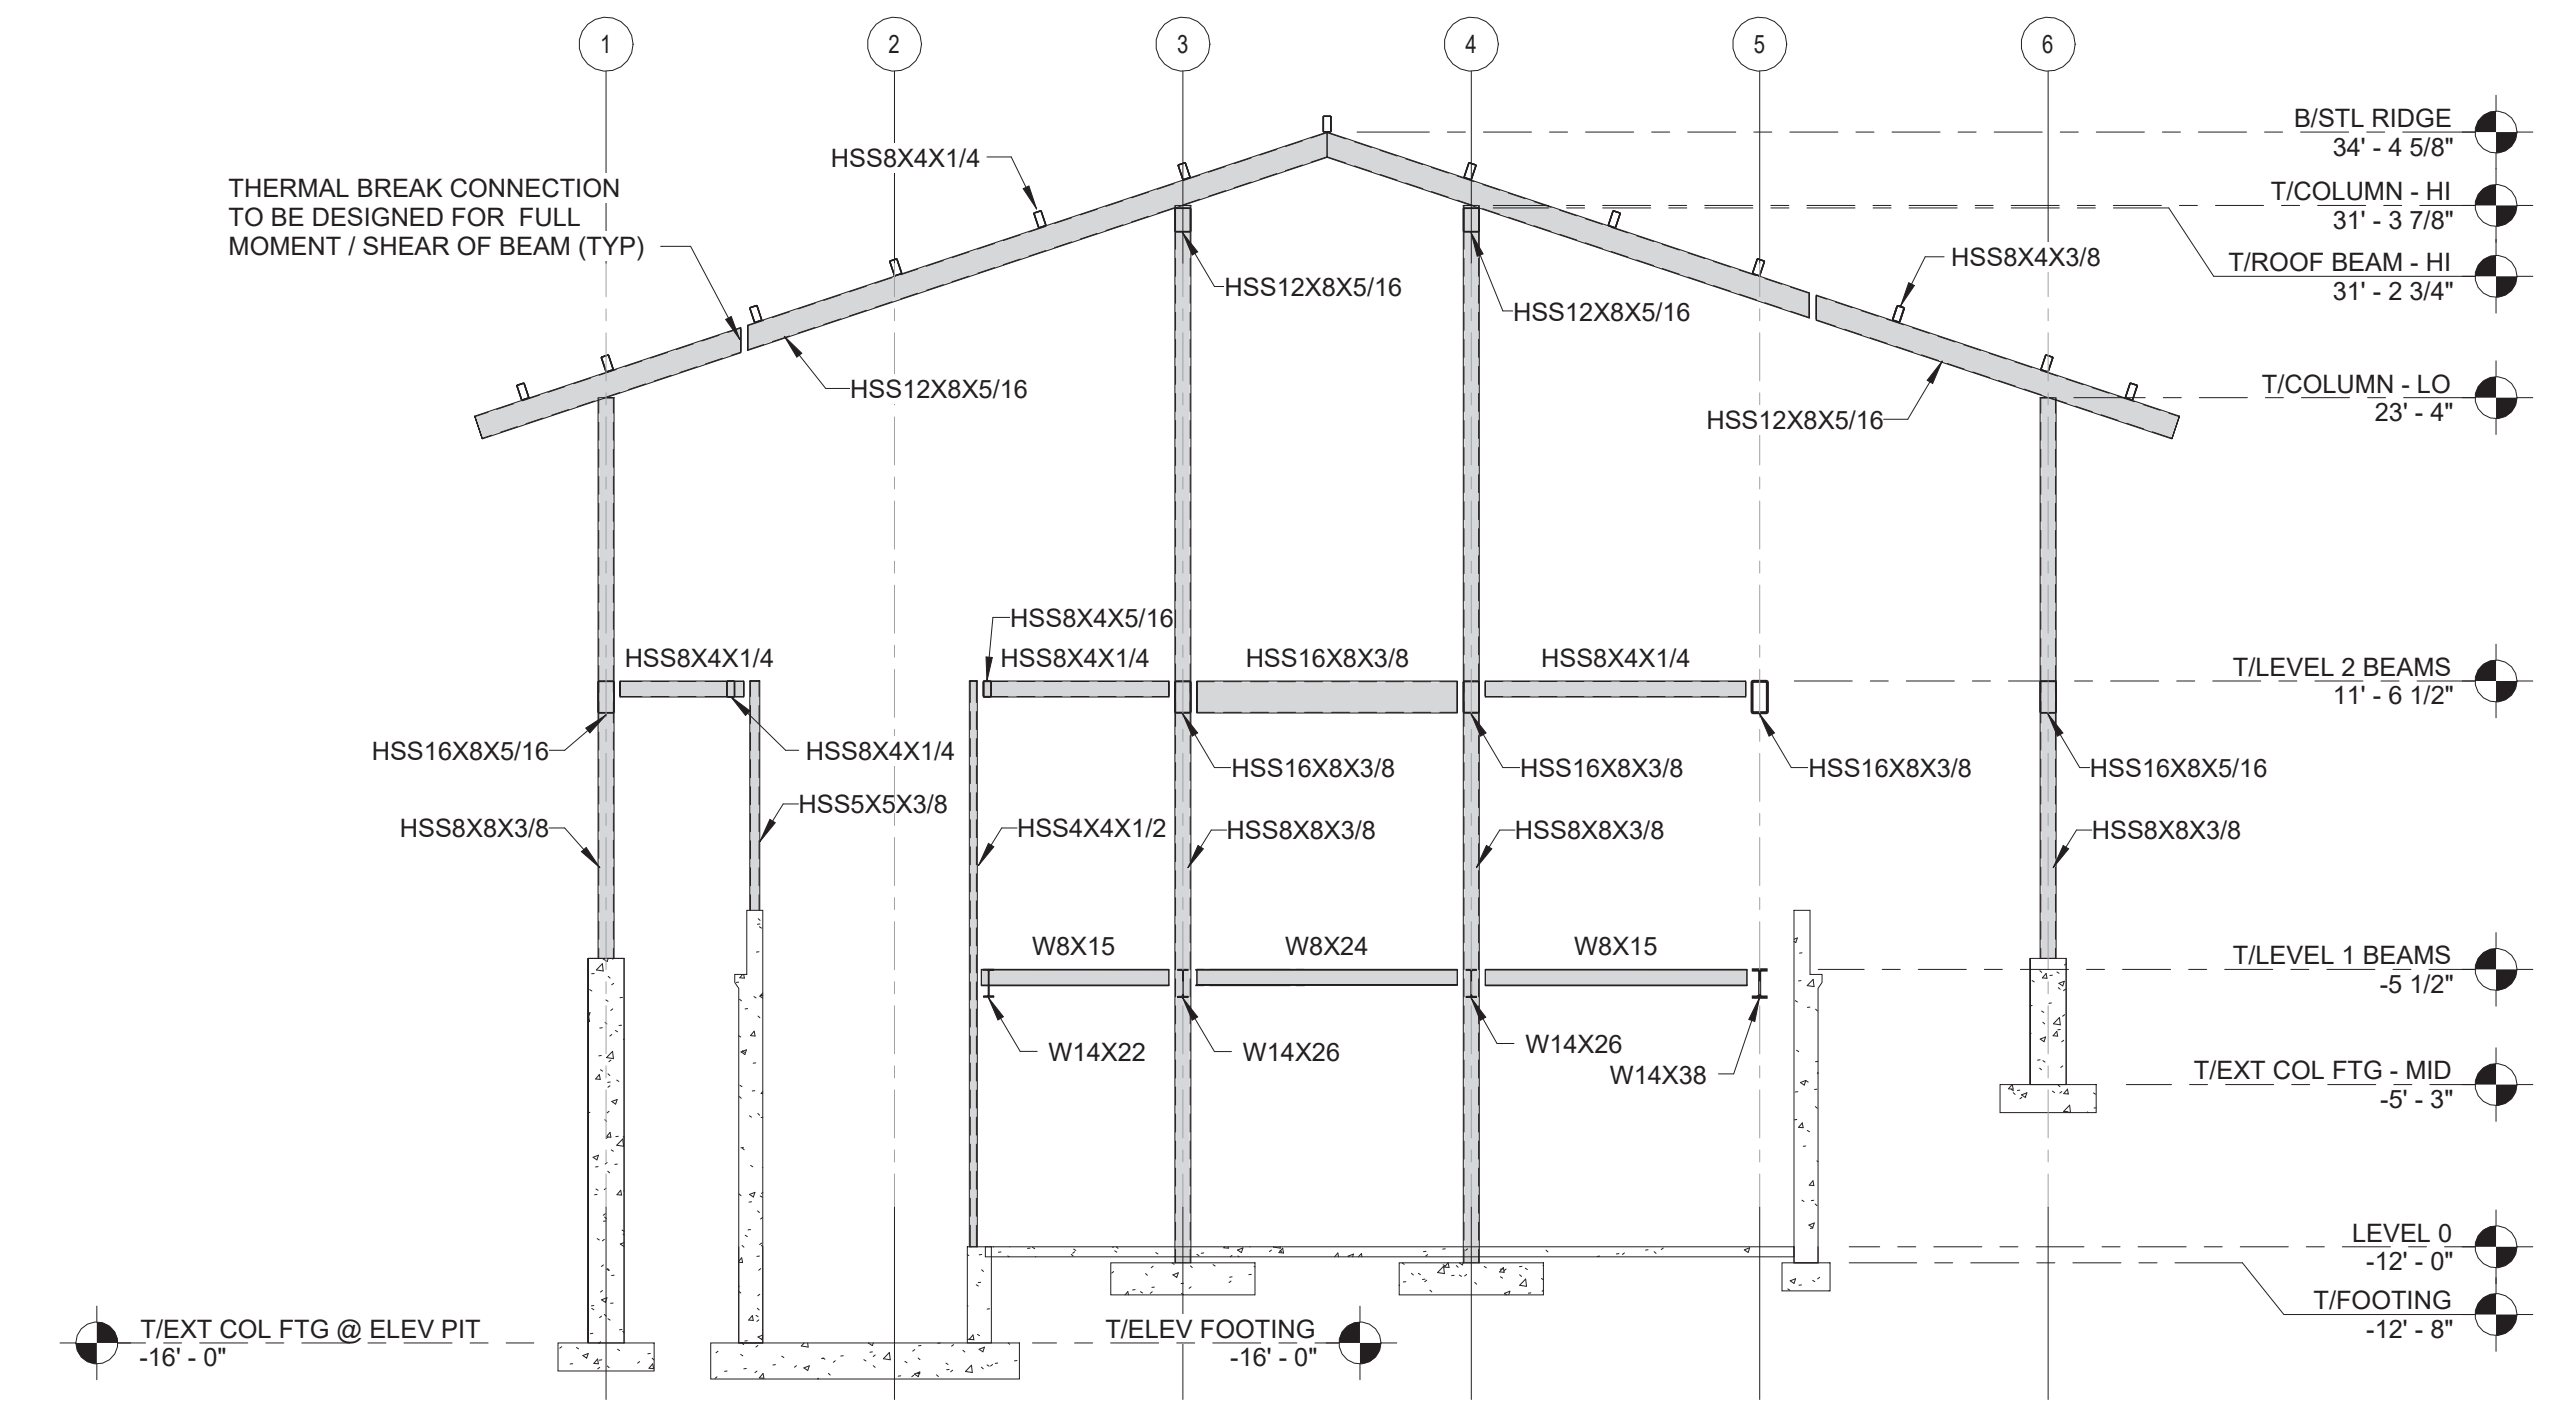 1
2
3
4
5
6
B/STL RIDGE
34' - 4 5/8"
HSS8X4X1/4
THERMAL BREAK CONNECTION
TO BE DESIGNED FOR FULL
MOMENT / SHEAR OF BEAM (TYP)
T/COLUMN - HI
31' - 3 7/8"
HSS8X4X3/8
T/ROOF BEAM - HI
31' - 2 3/4"
HSS12X8X5/16
HSS12X8X5/16
HSS12X8X5/16
HSS12X8X5/16
T/COLUMN - LO
23' - 4"
HSS8X4X5/16
HSS8X4X1/4
HSS8X4X1/4
HSS16X8X3/8
HSS8X4X1/4
T/LEVEL 2 BEAMS
11' - 6 1/2"
HSS16X8X5/16
HSS8X4X1/4
HSS16X8X3/8
HSS16X8X3/8
HSS16X8X3/8
HSS16X8X5/16
HSS5X5X3/8
HSS8X8X3/8
HSS4X4X1/2
HSS8X8X3/8
HSS8X8X3/8
HSS8X8X3/8
W8X15
W8X24
W8X15
T/LEVEL 1 BEAMS
-5 1/2"
W14X22
W14X26
W14X26
W14X38
T/EXT COL FTG - MID
-5' - 3"
LEVEL 0
-12' - 0"
T/FOOTING
-12' - 8"
T/EXT COL FTG @ ELEV PIT
-16' - 0"
T/ELEV FOOTING
-16' - 0"